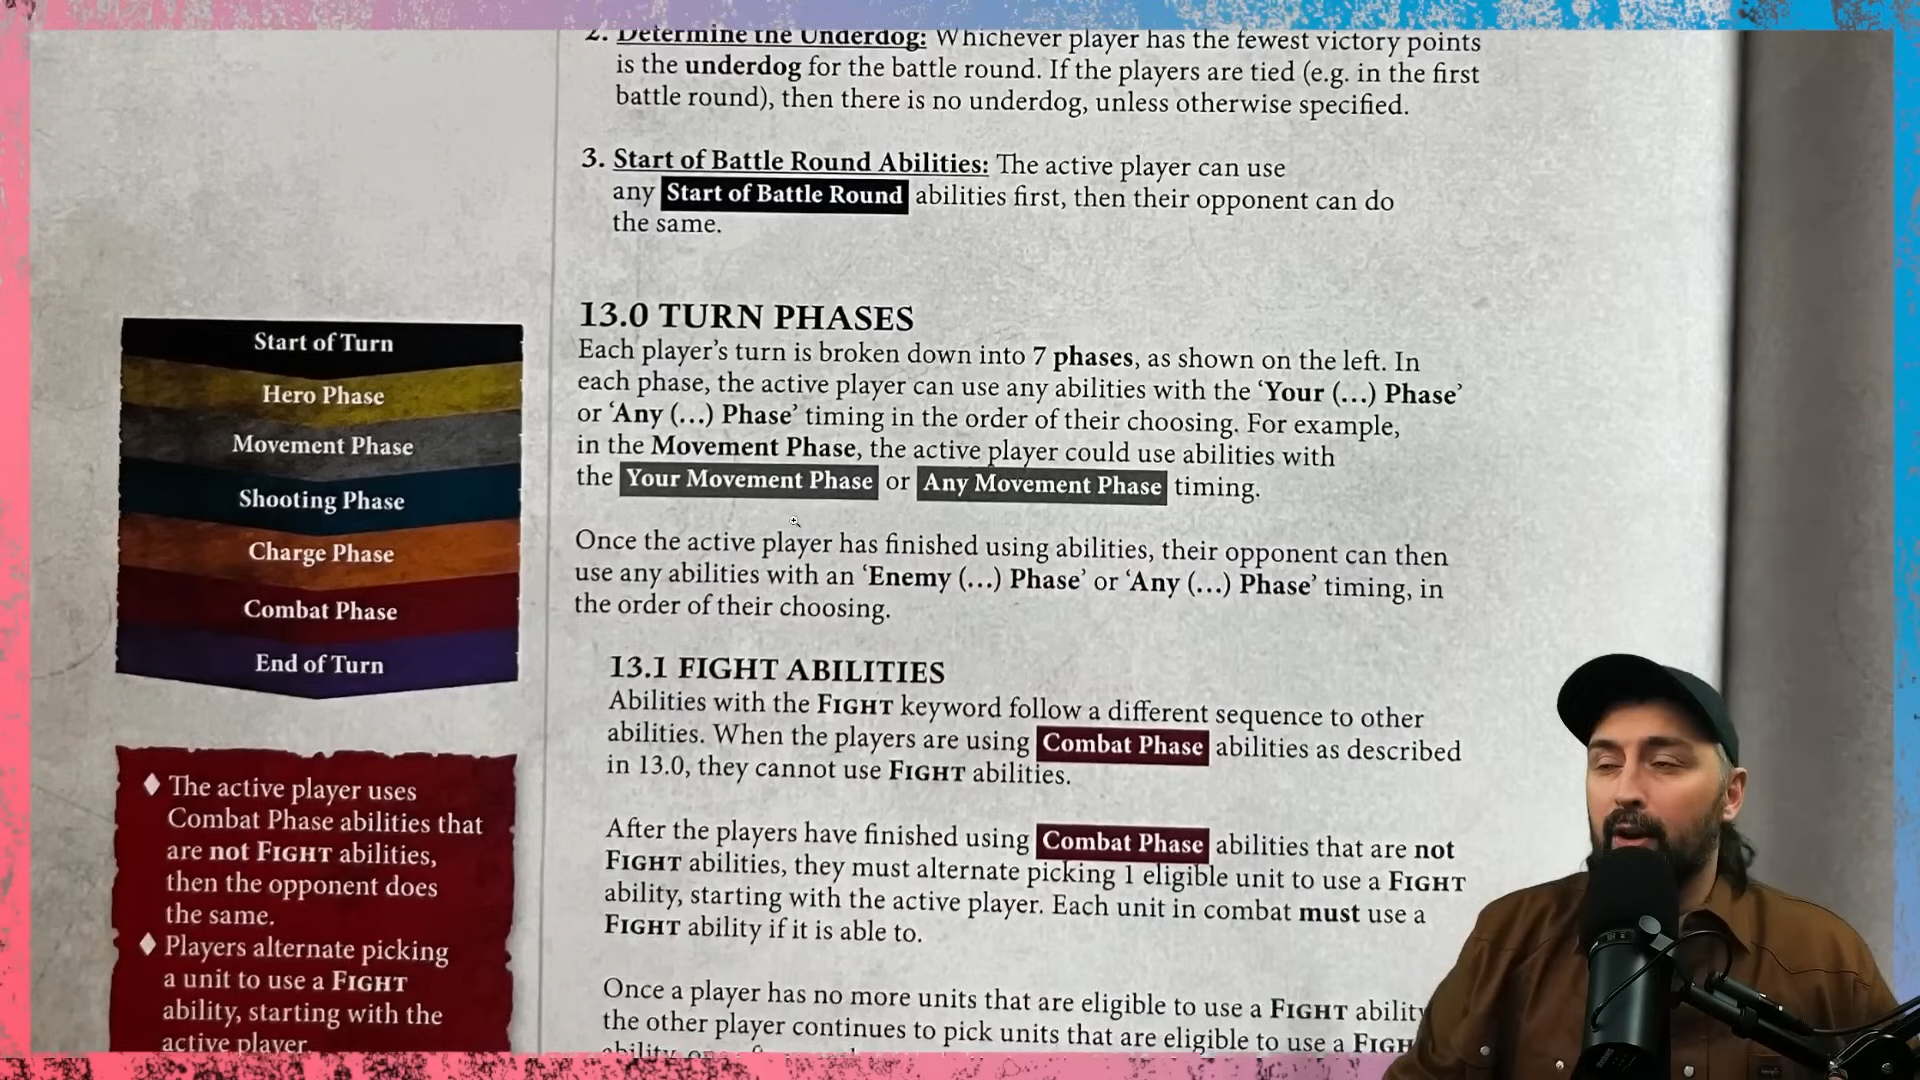 2. Determine the Underdog: Whichever player has the fewest victory points
is the underdog for the battle round. If the players are tied (e.g. in the first
battle round), then there is no underdog, unless otherwise specified.
3. Start of Battle Round Abilities: The active player can use
any Start of Battle Round abilities first, then their opponent can do
the same.
13.0 TURN PHASES
Each player's turn is broken down into 7 phases, as shown on the left. In
each phase, the active player can use any abilities with the ‘Your (…) Phase’
or ‘Any (…) Phase’ timing in the order of their choosing. For example,
in the Movement Phase, the active player could use abilities with
the Your Movement Phase or Any Movement Phase timing.
Once the active player has finished using abilities, their opponent can then
use any abilities with an ‘Enemy (…) Phase’ or ‘Any (…) Phase’ timing, in
the order of their choosing.
13.1 FIGHT ABILITIES
Abilities with the FIGHT keyword follow a different sequence to other
abilities. When the players are using Combat Phase abilities as described
in 13.0, they cannot use FIGHT abilities.
After the players have finished using Combat Phase abilities that are not
FIGHT abilities, they must alternate picking 1 eligible unit to use a FIGHT
ability, starting with the active player. Each unit in combat must use a
FIGHT ability if it is able to.
Once a player has no more units that are eligible to use a FIGHT ability
the other player continues to pick units that are eligible to use a FIGH
Start of Turn
Hero Phase
Movement Phase
Shooting Phase
Charge Phase
Combat Phase
End of Turn
♦ The active player uses
Combat Phase abilities that
are not FIGHT abilities,
then the opponent does
the same.
♦ Players alternate picking
a unit to use a FIGHT
ability, starting with the
active player.